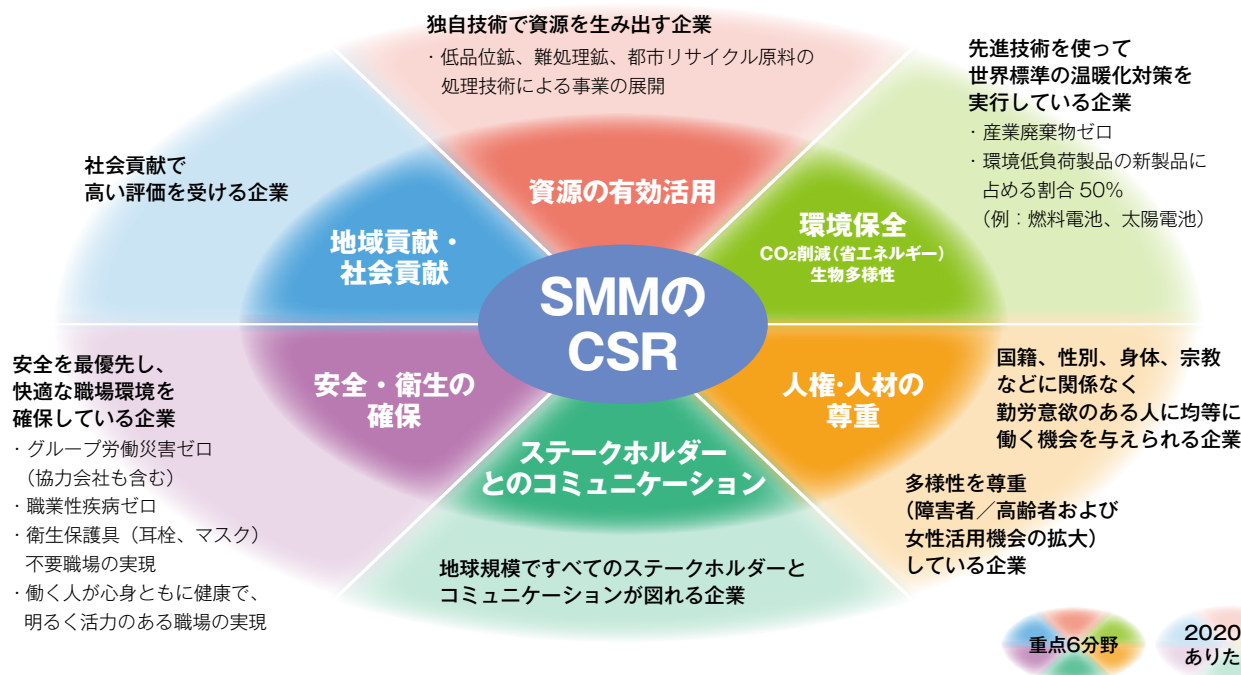 独自技術で資源を生み出す企業
・低品位鉱、難処理鉱、都市リサイクル原料の
処理技術による事業の展開
先進技術を使って
世界標準の温暖化対策を
実行している企業
・産業廃棄物ゼロ
・環境低負荷製品の新製品に
占める割合 50%
（例：燃料電池、太陽電池）
社会貢献で
高い評価を受ける企業
資源の有効活用
環境保全
CO₂削減（省エネルギー）
生物多様性
地域貢献・
社会貢献
SMMの
CSR
安全・衛生の
確保
人権・人材の
尊重
ステークホルダー
とのコミュニケーション
安全を最優先し、
快適な職場環境を
確保している企業
・グループ労働災害ゼロ
（協力会社も含む）
・職業性疾病ゼロ
・衛生保護具（耳栓、マスク）
不要職場の実現
・働く人が心身ともに健康で、
明るく活力のある職場の実現
国籍、性別、身体、宗教
などに関係なく
勤労意欲のある人に均等に
働く機会を与えられる企業
多様性を尊重
（障害者／高齢者および
女性活用機会の拡大）
している企業
地球規模ですべてのステークホルダーと
コミュニケーションが図れる企業
重点6分野
2020
ありた